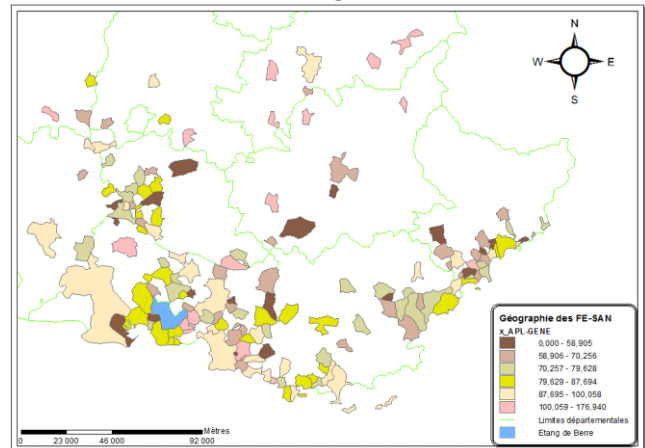 N
W
E
S
Géographie des FE-SAN
x_APL-GENE
0,000 - 58,905
58,906 - 70,256
70,257 - 79,628
79,629 - 87,694
87,695 - 100,058
100,059 - 176,940
Limites départementales
Etang de Berre
Mètres
0 23 000 46 000 92 000